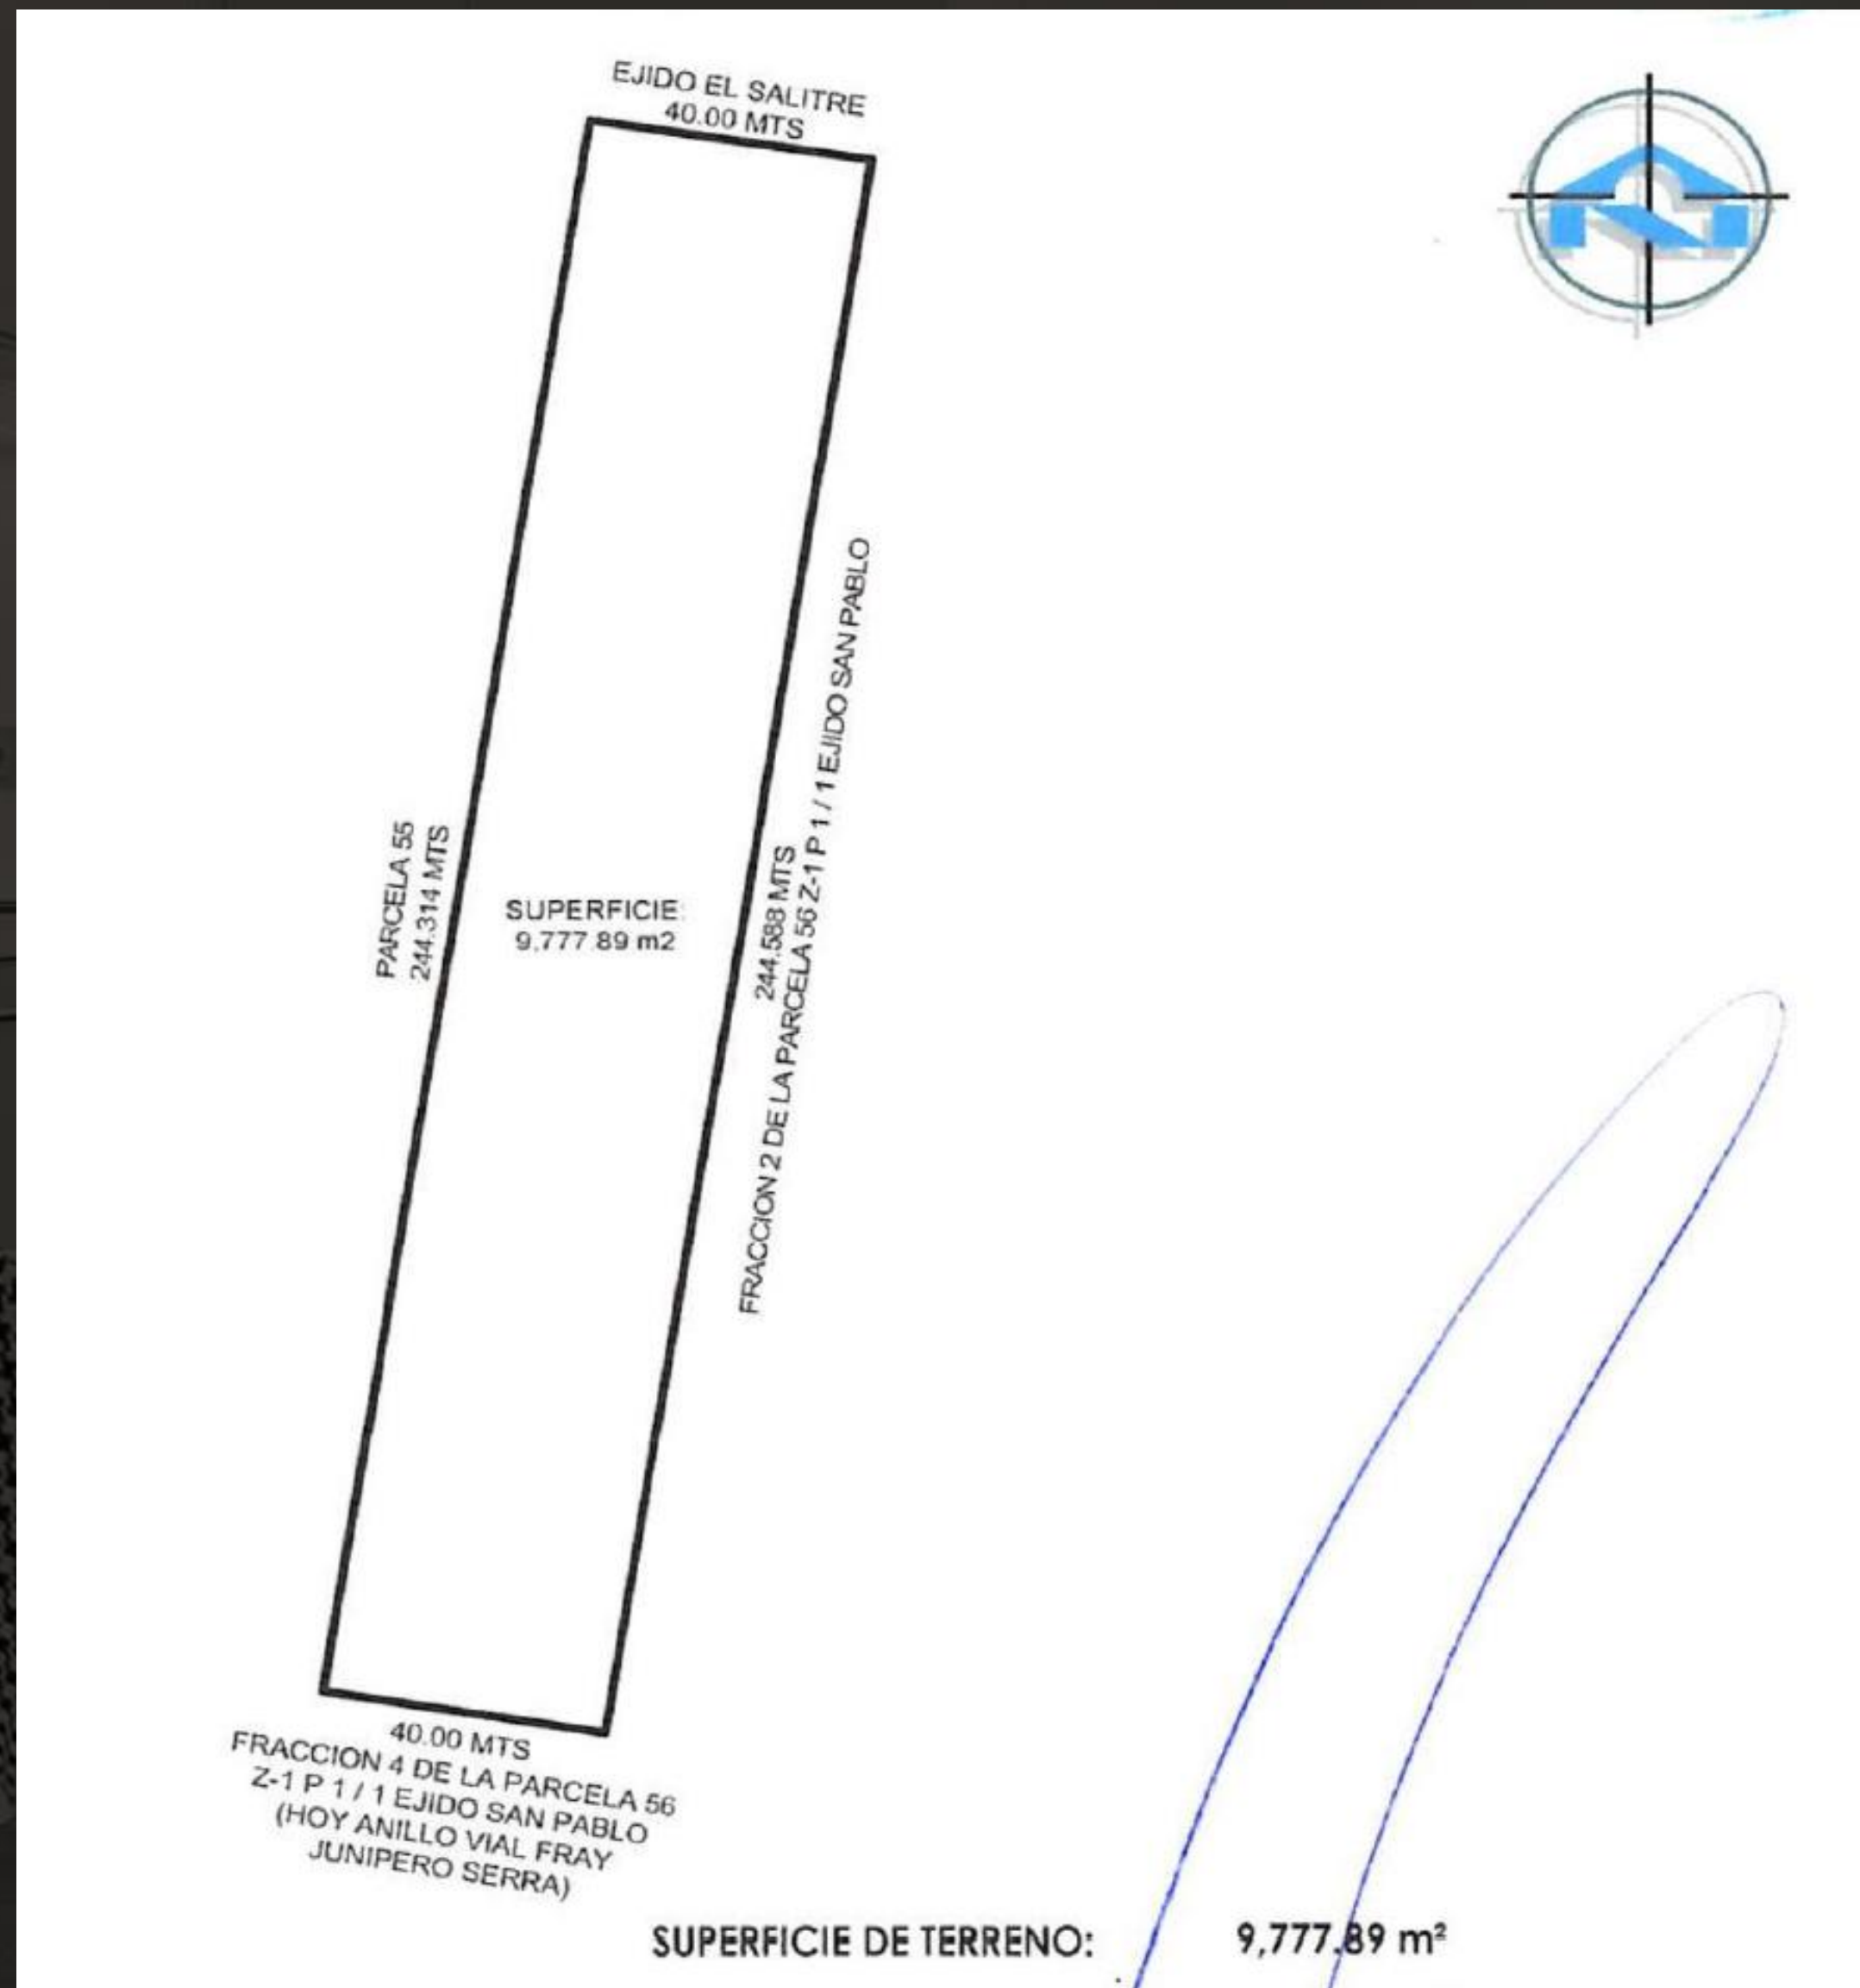 EJIDO EL SALITRE
40.00 MTS
PARCELA 55
244.314 MTS
SUPERFICIE:
9,777.89 m2
244.588 MTS
FRACCION 2 DE LA PARCELA 56 Z-1 P 1 / 1 EJIDO SAN PABLO
40.00 MTS
FRACCION 4 DE LA PARCELA 56
Z-1 P 1 / 1 EJIDO SAN PABLO
(HOY ANILLO VIAL FRAY
JUNIPERO SERRA)
SUPERFICIE DE TERRENO: 9,777.89 m²